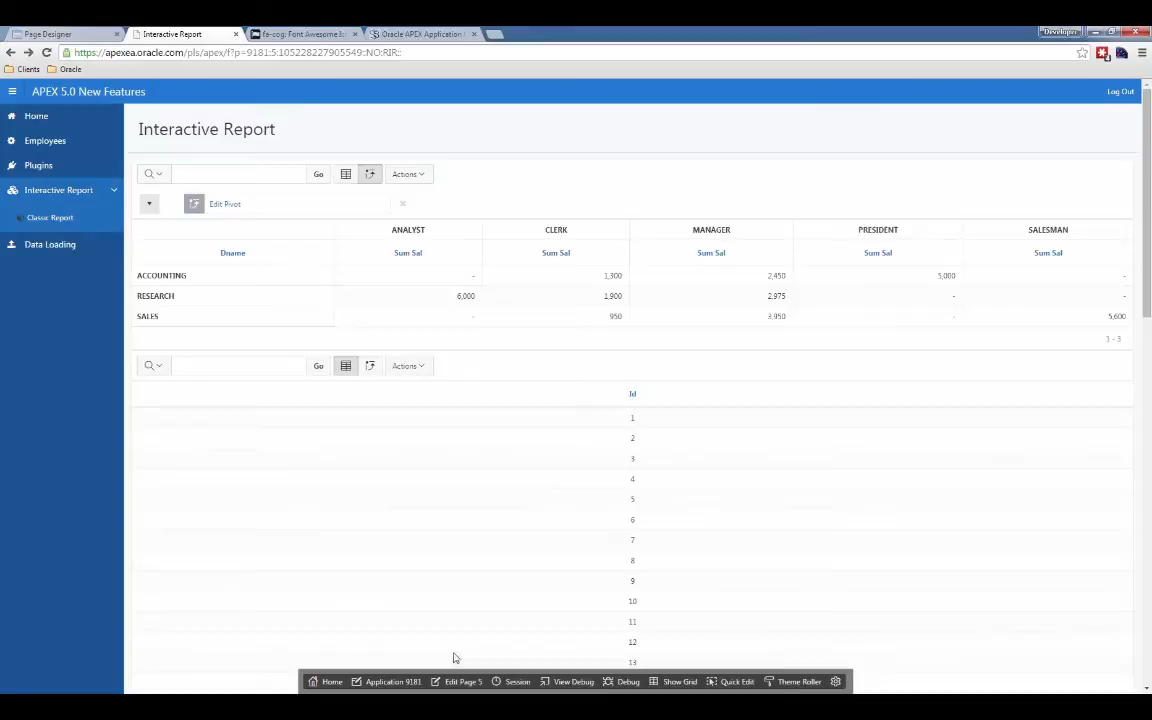 Page Designer
Interactive Report
fa-cog: Font Awesome Ic
Oracle APEX Application
Developer
https://apexea.oracle.com/pls/apex/f?p=9181:5:105228227905549::NO:RIR::
Clients
Oracle
APEX 5.0 New Features
Log Out
Home
Employees
Plugins
Interactive Report
Classic Report
Data Loading
Interactive Report
Go
Actions
Edit Pivot
ANALYST CLERK MANAGER PRESIDENT SALESMAN
Dname Sum Sal Sum Sal Sum Sal Sum Sal Sum Sal
ACCOUNTING - 1,300 2,450 5,000 -
RESEARCH 6,000 1,900 2,975 - -
SALES - 950 3,950 - 5,600
1 - 3
Go
Actions
Id
1
2
3
4
5
6
7
8
9
10
11
12
13
Home Application 9181 Edit Page 5 Session View Debug Debug Show Grid Quick Edit Theme Roller